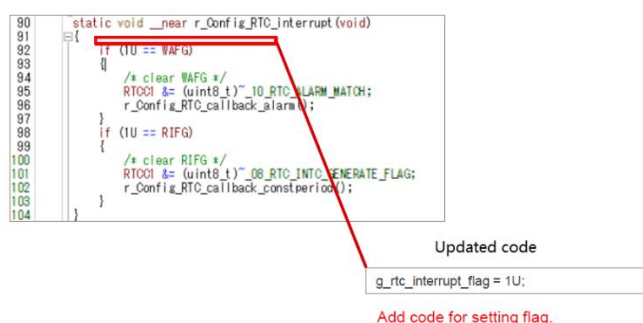 90 static void __near r_Config_RTC_interrupt(void)
91 {
92 if (1U == WAFG)
93 {
94 /* clear WAFG */
95 RTCC1 &= (uint8_t)~_10_RTC_ALARM_MATCH;
96 r_Config_RTC_callback_alarm();
97 }
98 if (1U == RIFG)
99 {
100 /* clear RIFG */
101 RTCC1 &= (uint8_t)~_08_RTC_INTC_GENERATE_FLAG;
102 r_Config_RTC_callback_constperiod();
103 }
104 }
Updated code
g_rtc_interrupt_flag = 1U;
Add code for setting flag.